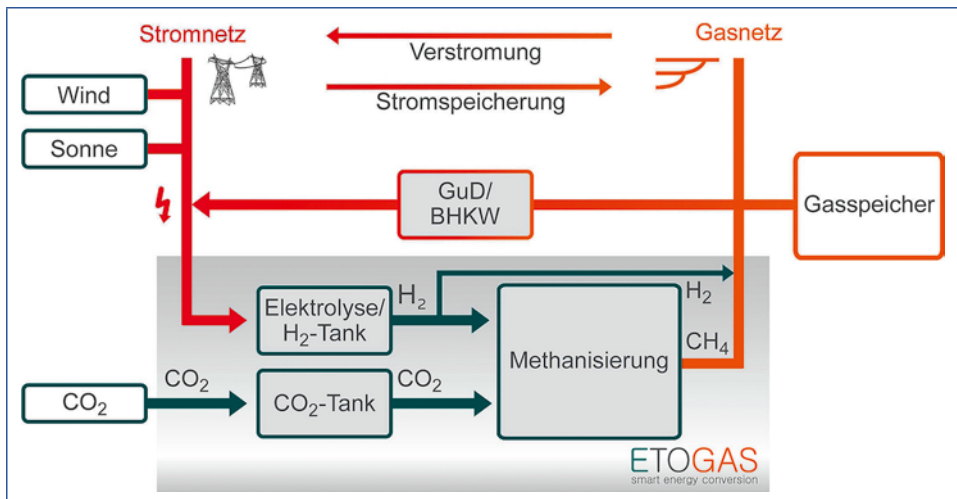 Stromnetz
Verstromung
Gasnetz
Stromspeicherung
Wind
Sonne
GuD/
BHKW
Gasspeicher
Elektrolyse/
H₂-Tank
H₂
H₂
Methanisierung
CH₄
CO₂
CO₂
CO₂-Tank
CO₂
ETOGAS
smart energy conversion